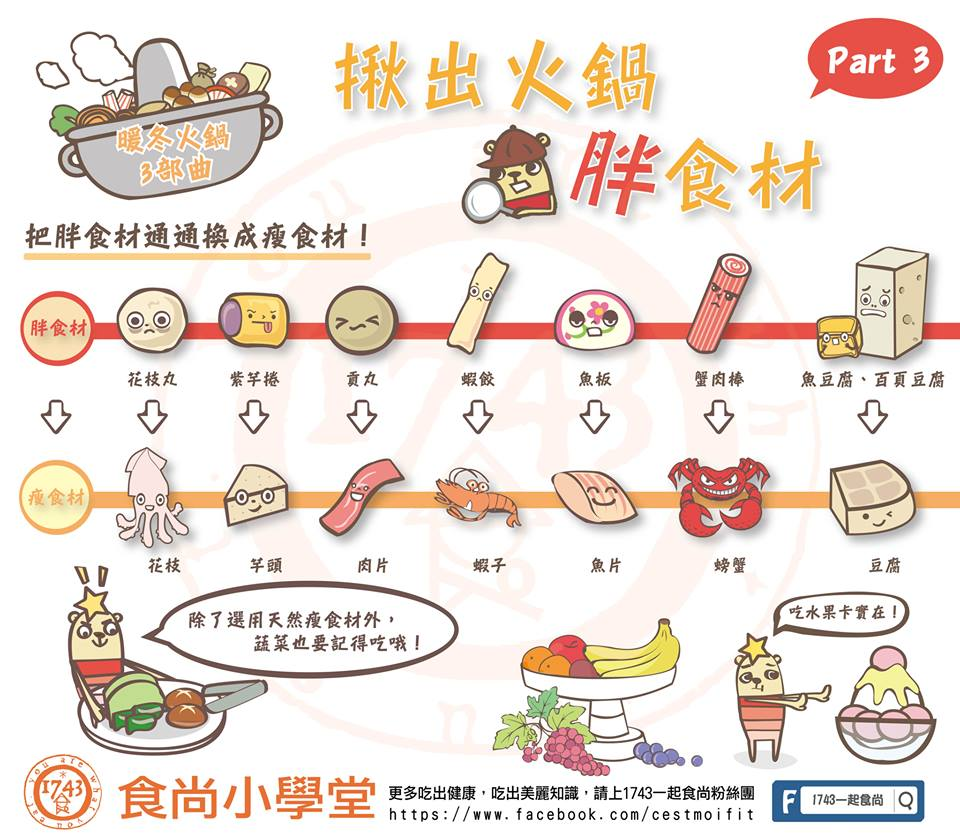 暖冬火鍋
3部曲
揪出火鍋
胖食材
Part 3
把胖食材通通換成瘦食材！
胖食材
花枝丸 紫芋捲 貢丸 蝦餃 魚板 蟹肉棒 魚豆腐、百頁豆腐
瘦食材
花枝 芋頭 肉片 蝦子 魚片 螃蟹 豆腐
除了選用天然瘦食材外，
蔬菜也要記得吃哦！
吃水果卡實在！
you are what you eat
1743
食
食尚小學堂
更多吃出健康，吃出美麗知識，請上1743一起食尚粉絲團
https://www.facebook.com/cestmoifit
F 1743一起食尚